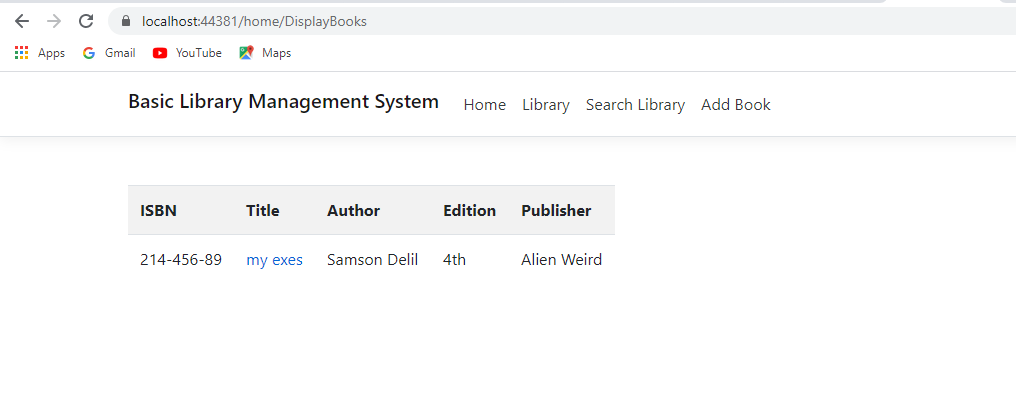 localhost:44381/home/DisplayBooks
Apps Gmail YouTube Maps
Basic Library Management System Home Library Search Library Add Book
ISBN Title Author Edition Publisher
214-456-89 my exes Samson Delil 4th Alien Weird